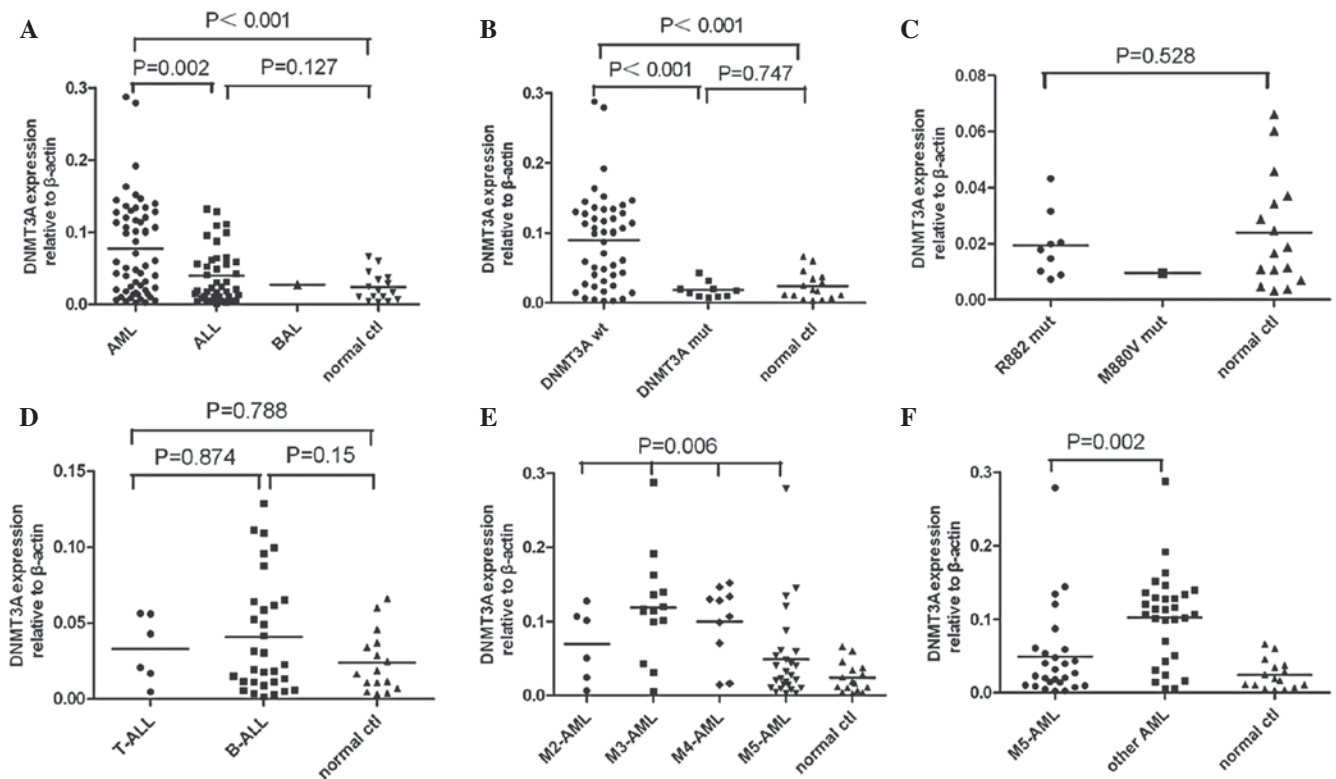 A
P< 0.001
P=0.002
P=0.127
DNMT3A expression
relative to β-actin
0.3
0.2
0.1
0.0
AML
ALL
BAL
normal ctl
B
P< 0.001
P< 0.001
P=0.747
DNMT3A expression
relative to β-actin
0.3
0.2
0.1
0.0
DNMT3A wt
DNMT3A mut
normal ctl
C
P=0.528
DNMT3A expression
relative to β-actin
0.08
0.06
0.04
0.02
0.00
R882 mut
M880V mut
normal ctl
D
P=0.788
P=0.874
P=0.15
DNMT3A expression
relative to β-actin
0.15
0.10
0.05
0.00
T-ALL
B-ALL
normal ctl
E
P=0.006
DNMT3A expression
relative to β-actin
0.3
0.2
0.1
0.0
M2-AML
M3-AML
M4-AML
M5-AML
normal ctl
F
P=0.002
DNMT3A expression
relative to β-actin
0.3
0.2
0.1
0.0
M5-AML
other AML
normal ctl